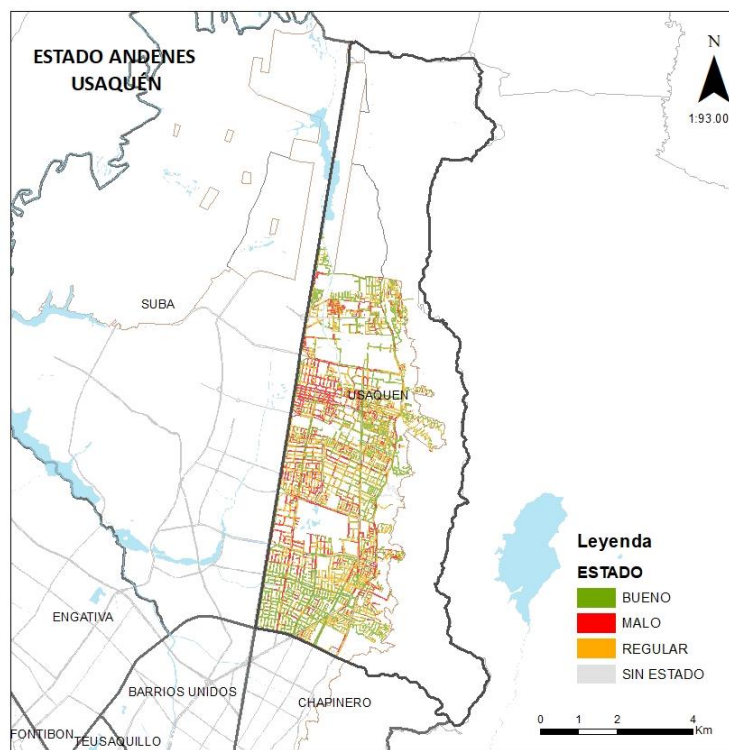 ESTADO ANDENES
USAQUÉN
N
1:93.00
SUBA
USAQUEN
Leyenda
ESTADO
BUENO
MALO
REGULAR
SIN ESTADO
ENGATIVA
BARRIOS UNIDOS
CHAPINERO
FONTIBON
TEUSAQUILLO
0 1 2 4
Km